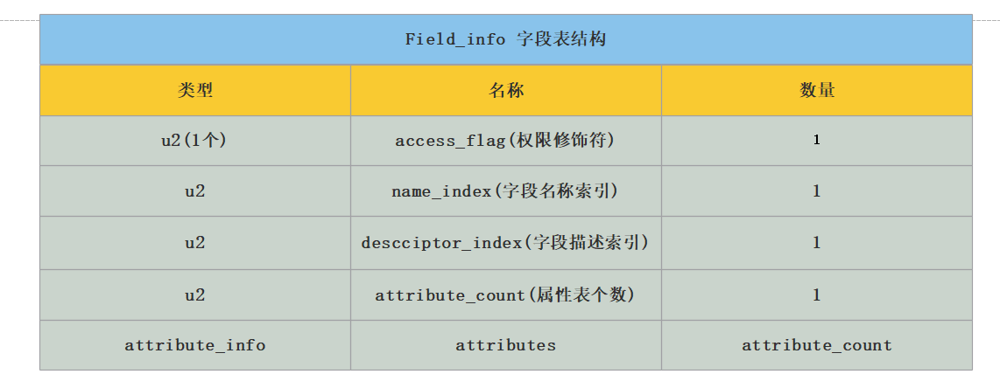 Field_info 字段表结构
类型 名称 数量
u2(1个) access_flag(权限修饰符) 1
u2 name_index(字段名称索引) 1
u2 descciptor_index(字段描述索引) 1
u2 attribute_count(属性表个数) 1
attribute_info attributes attribute_count